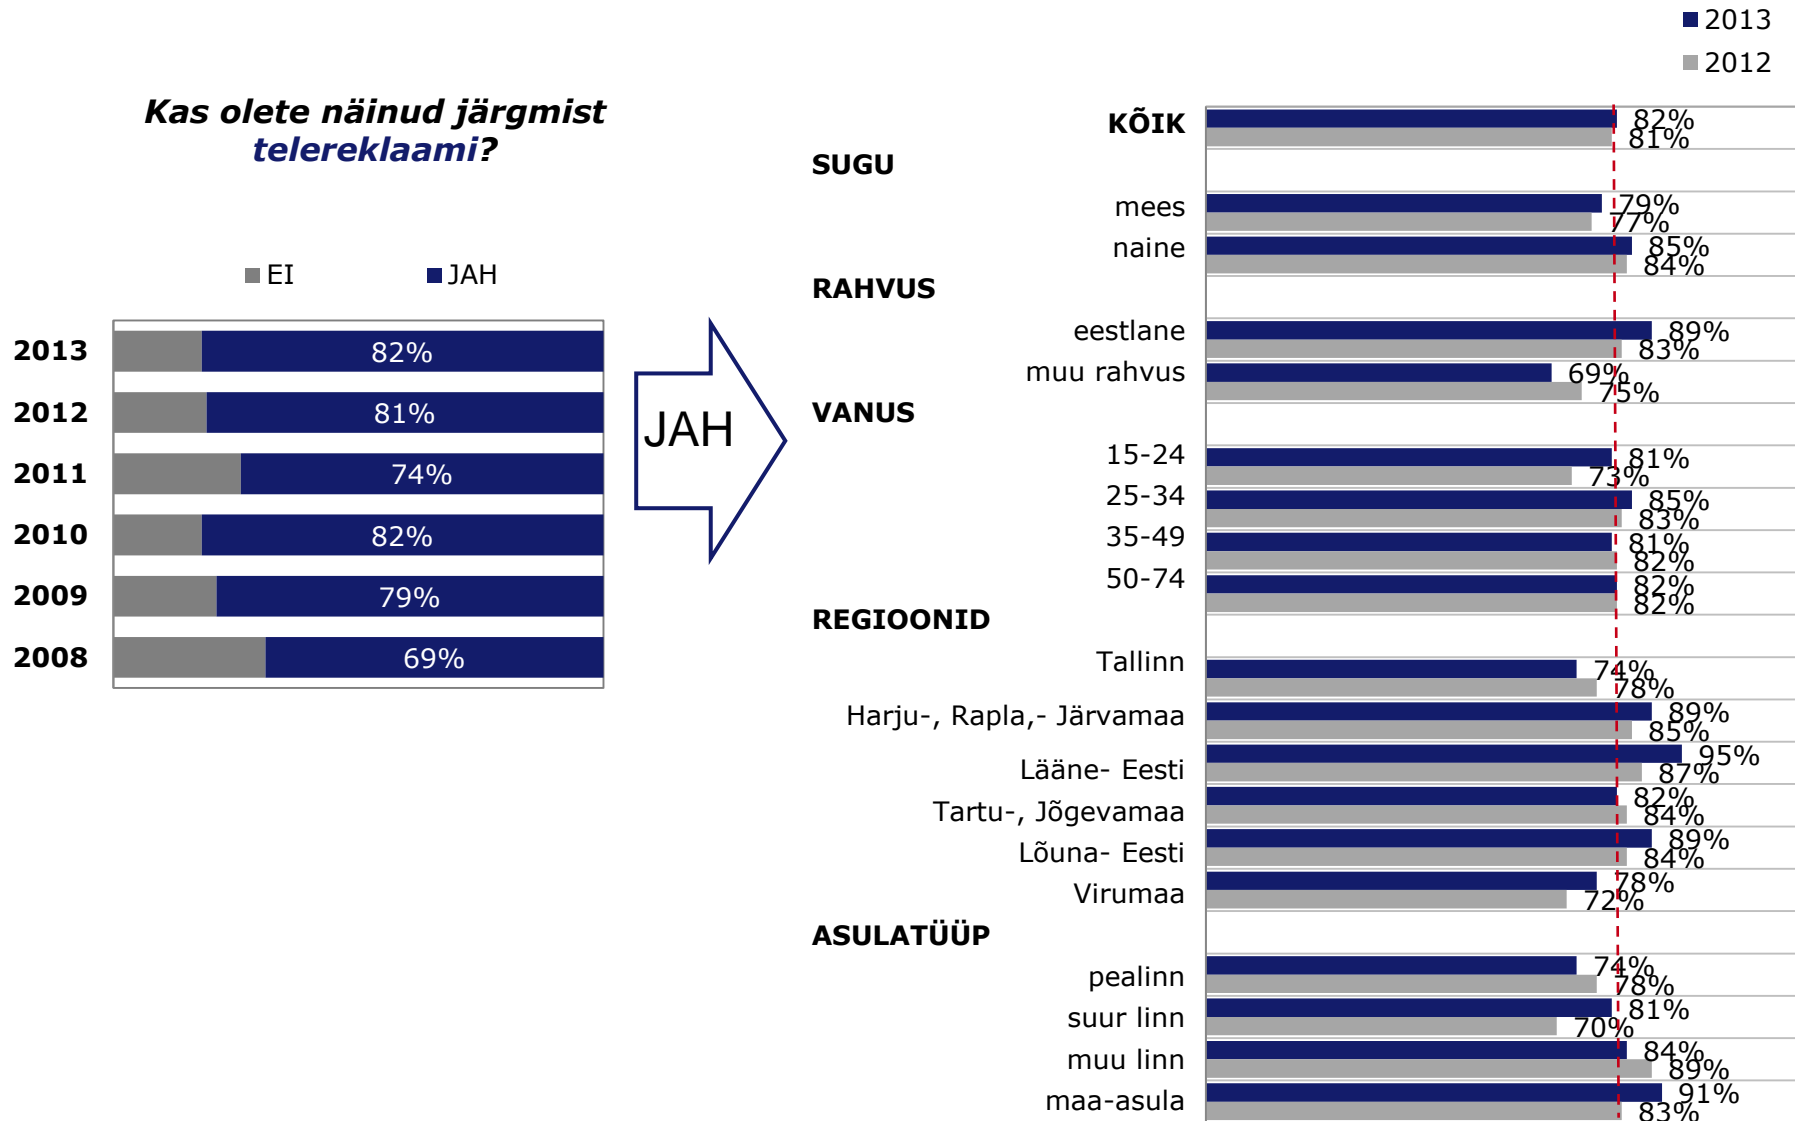 2013
2012
Kas olete näinud järgmist
telereklaami?
EI
JAH
2013
82%
2012
81%
2011
74%
2010
82%
2009
79%
2008
69%
JAH
KÕIK
82%
81%
SUGU
mees
79%
77%
naine
85%
84%
RAHVUS
eestlane
89%
83%
muu rahvus
69%
75%
VANUS
15-24
81%
73%
25-34
85%
83%
35-49
81%
82%
50-74
82%
82%
REGIOONID
Tallinn
74%
78%
Harju-, Rapla,- Järvamaa
89%
85%
Lääne- Eesti
95%
87%
Tartu-, Jõgevamaa
82%
84%
Lõuna- Eesti
89%
84%
Virumaa
78%
72%
ASULATÜÜP
pealinn
74%
78%
suur linn
81%
70%
muu linn
84%
89%
maa-asula
91%
83%